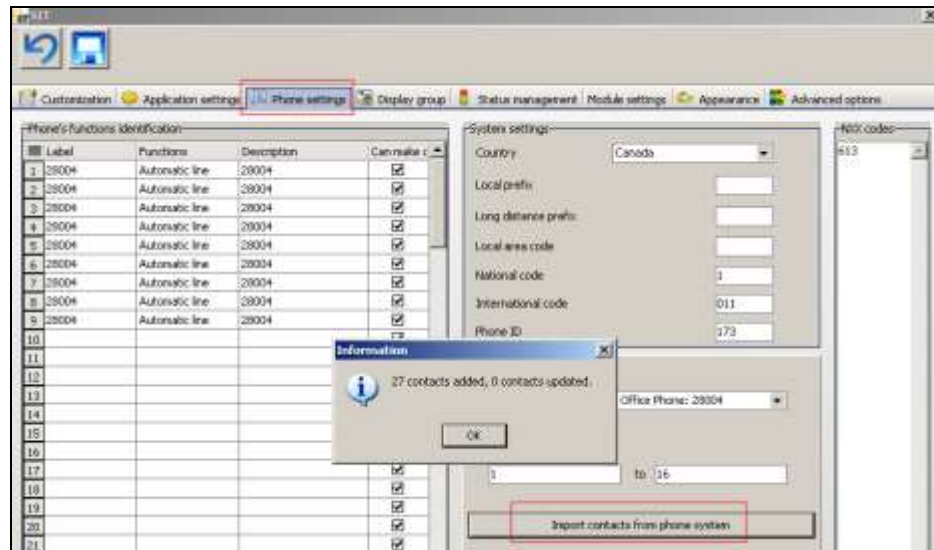 Customization Application settings Phone settings Display group Status management Module settings Appearance Advanced options
Phone's functions identification
Label Functions Description Can make c
1 28004 Automatic line 28004
2 28004 Automatic line 28004
3 28004 Automatic line 28004
4 28004 Automatic line 28004
5 28004 Automatic line 28004
6 28004 Automatic line 28004
7 28004 Automatic line 28004
8 28004 Automatic line 28004
9 28004 Automatic line 28004
10
11
12
13
14
15
16
17
18
19
20
21
System settings
Country Canada
Local prefix
Long distance prefix
Local area code
National code 1
International code 011
Phone ID 173
Office Phone: 28004
1 to 16
Import contacts from phone system
NXX codes
613
Information
27 contacts added, 0 contacts updated.
OK